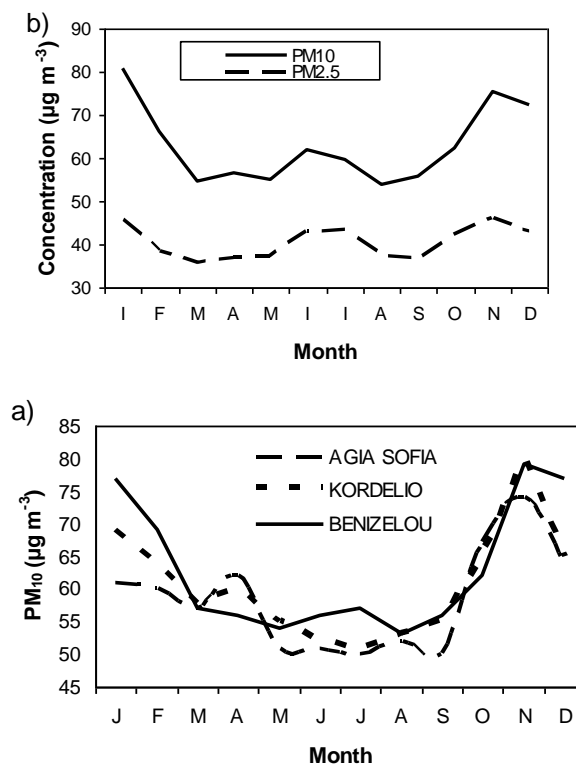 b)
90
80
70
60
50
40
30
Concentration (µg m-3)
PM10
PM2.5
I F M A M I I A S O N D
Month
a)
85
80
75
70
65
60
55
50
45
PM10 (µg m-3)
AGIA SOFIA
KORDELIO
BENIZELOU
J F M A M J J A S O N D
Month